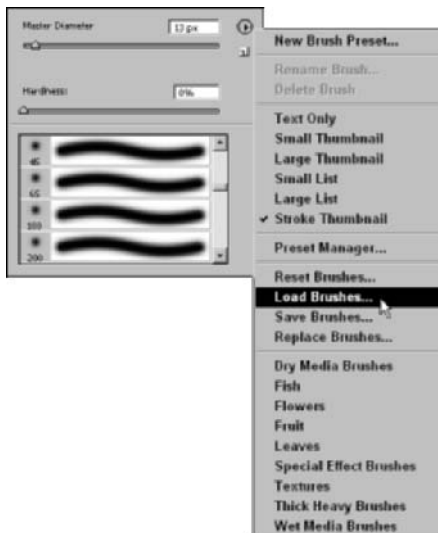 Master Diameter 13 px
Hardness: 0%
45
65
100
200
New Brush Preset...
Rename Brush...
Delete Brush
Text Only
Small Thumbnail
Large Thumbnail
Small List
Large List
✓ Stroke Thumbnail
Preset Manager...
Reset Brushes...
Load Brushes...
Save Brushes...
Replace Brushes...
Dry Media Brushes
Fish
Flowers
Fruit
Leaves
Special Effect Brushes
Textures
Thick Heavy Brushes
Wet Media Brushes